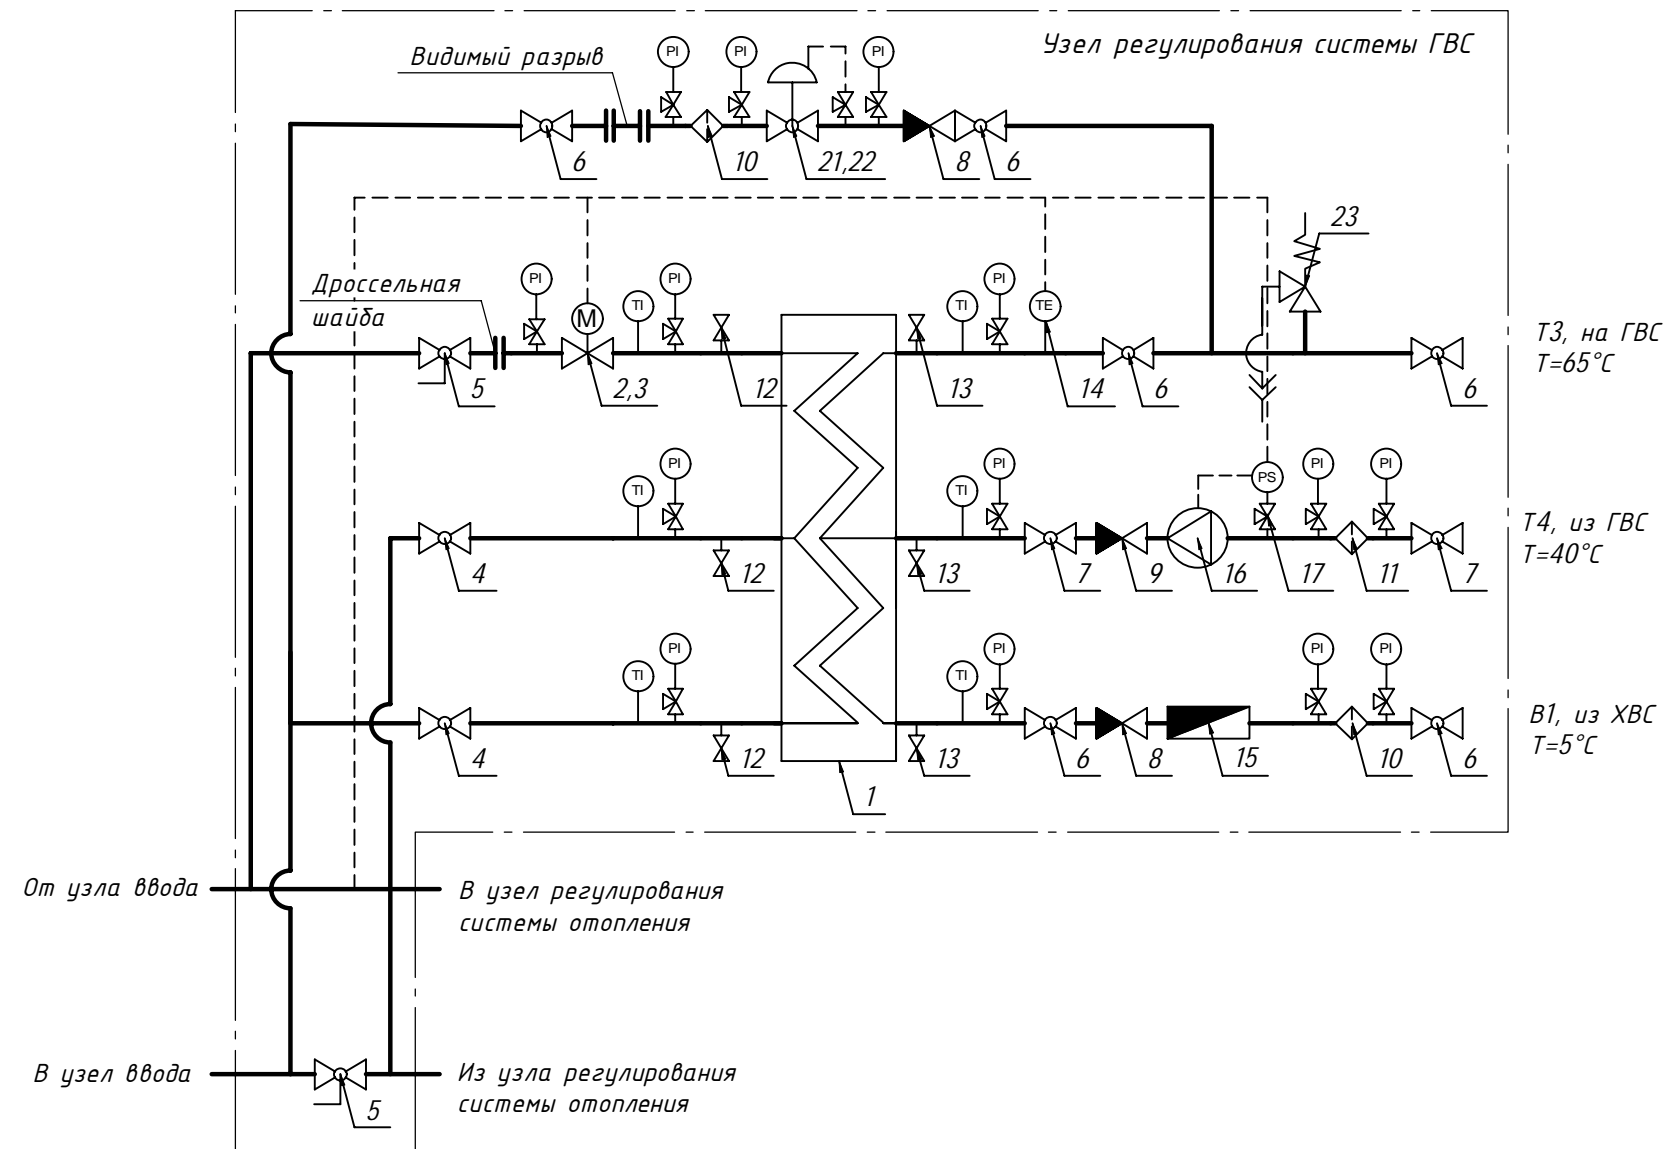 Узел регулирования системы ГВС
Видимый разрыв
PI
PI
PI
6
10
21,22
8
6
23
Дроссельная
шайба
PI
M
TI
PI
TI
PI
TE
5
2,3
12
13
14
6
6
Т3, на ГВС
Т=65°С
TI
PI
TI
PI
PS
PI
PI
4
12
13
7
9
16
17
11
7
Т4, из ГВС
Т=40°С
TI
PI
TI
PI
PI
PI
4
12
13
6
8
15
10
6
В1, из ХВС
Т=5°С
1
От узла ввода
В узел регулирования
системы отопления
В узел ввода
Из узла регулирования
системы отопления
5